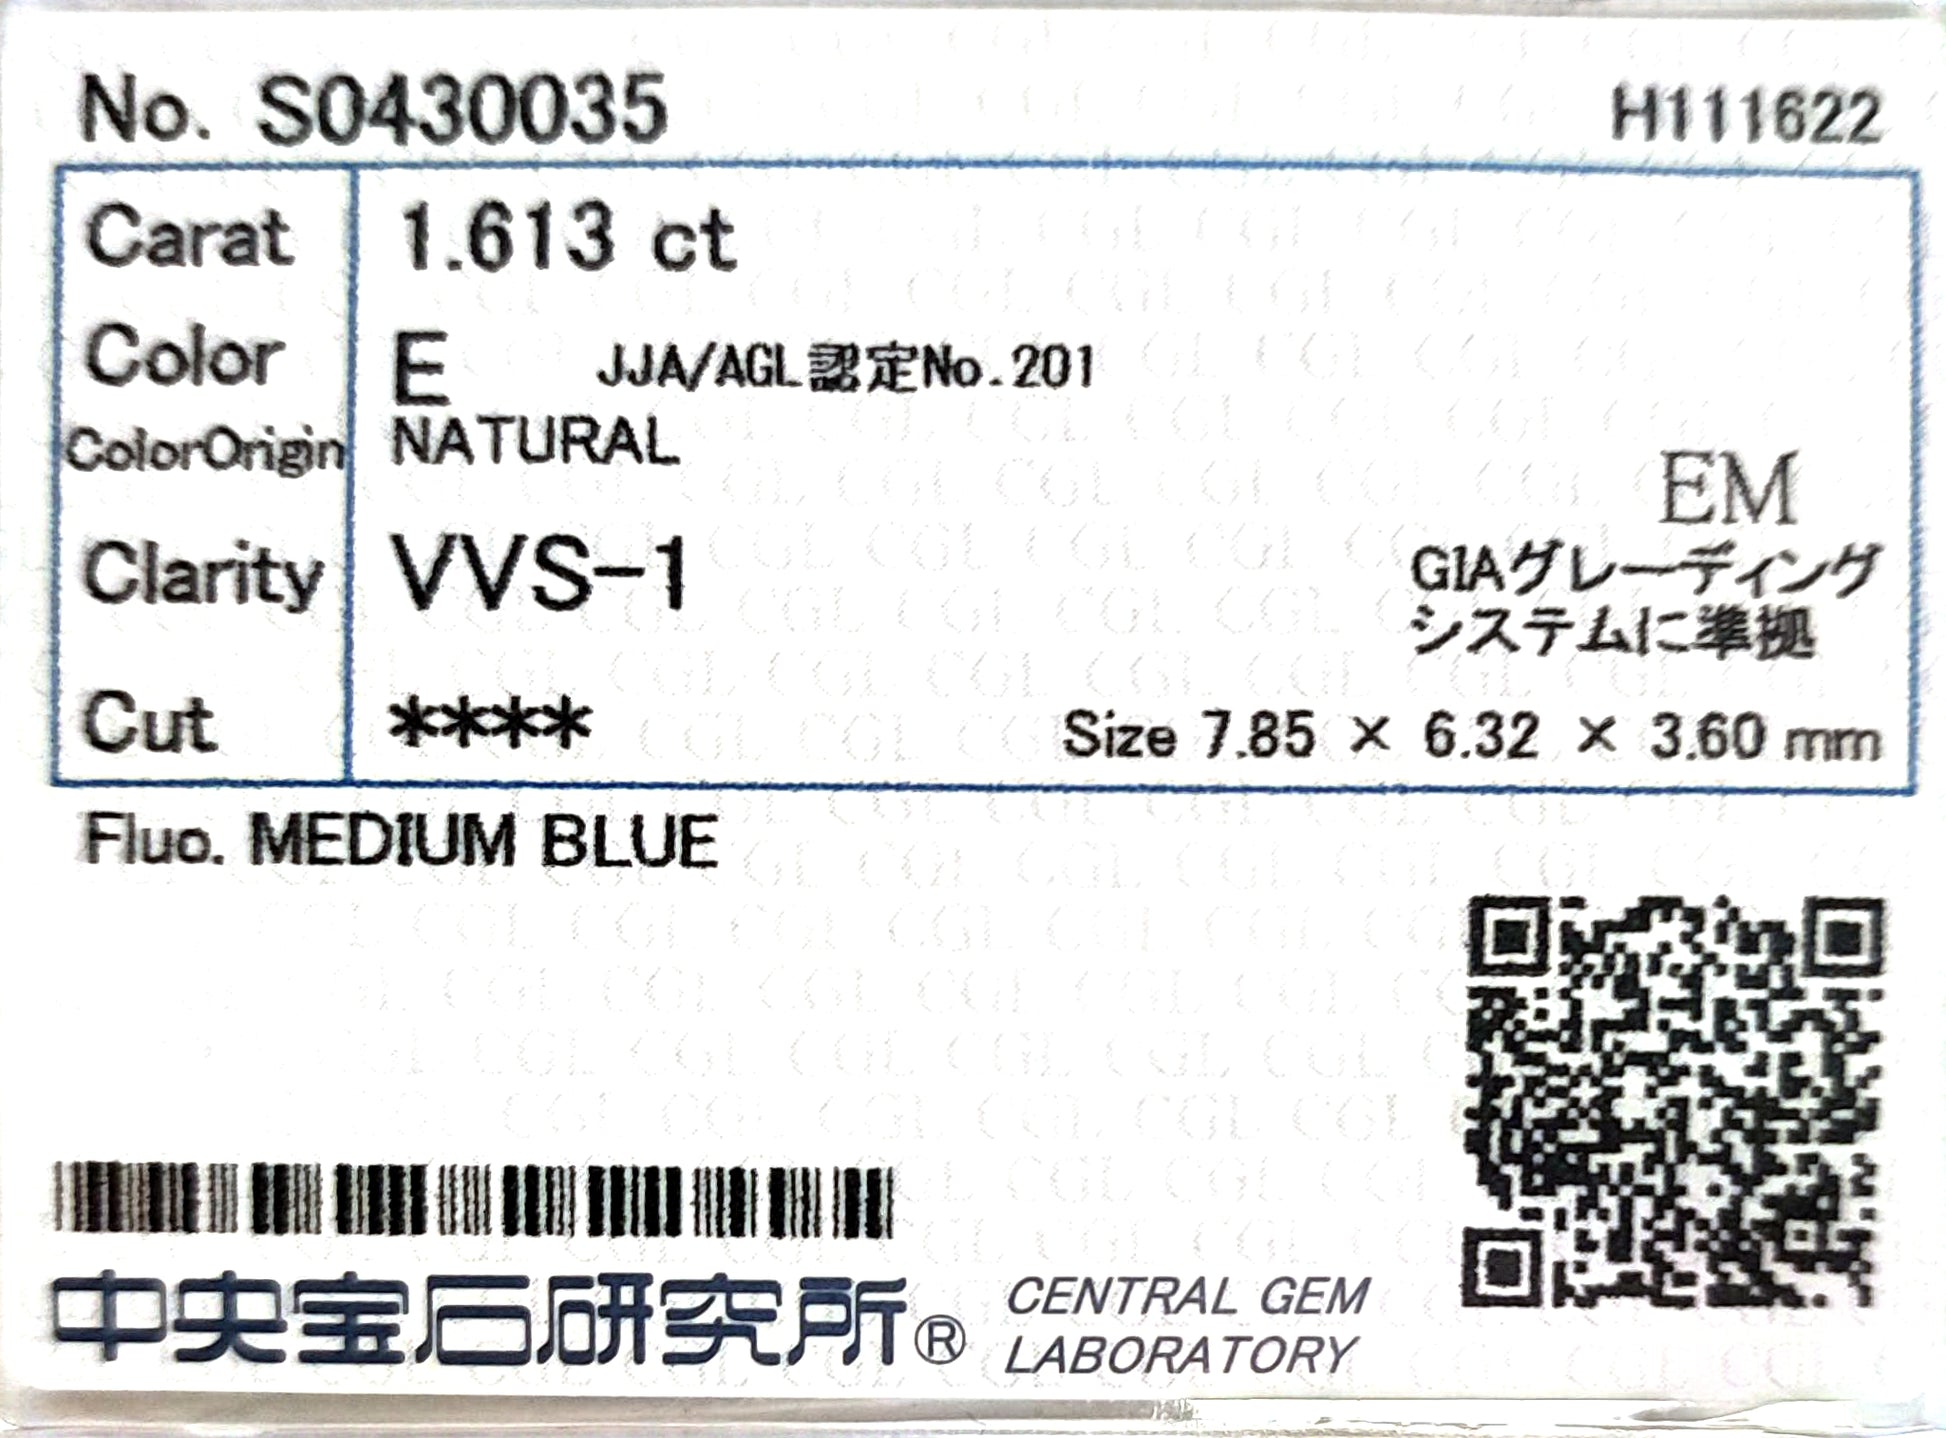 No. S0430035 H111622
Carat 1.613 ct
Color E JJA/AGL認定No.201
ColorOrigin NATURAL
EM
Clarity VVS-1 GIAグレーディング
システムに準拠
Cut **** Size 7.85 × 6.32 × 3.60 mm
Fluo. MEDIUM BLUE
中央宝石研究所® CENTRAL GEM
LABORATORY